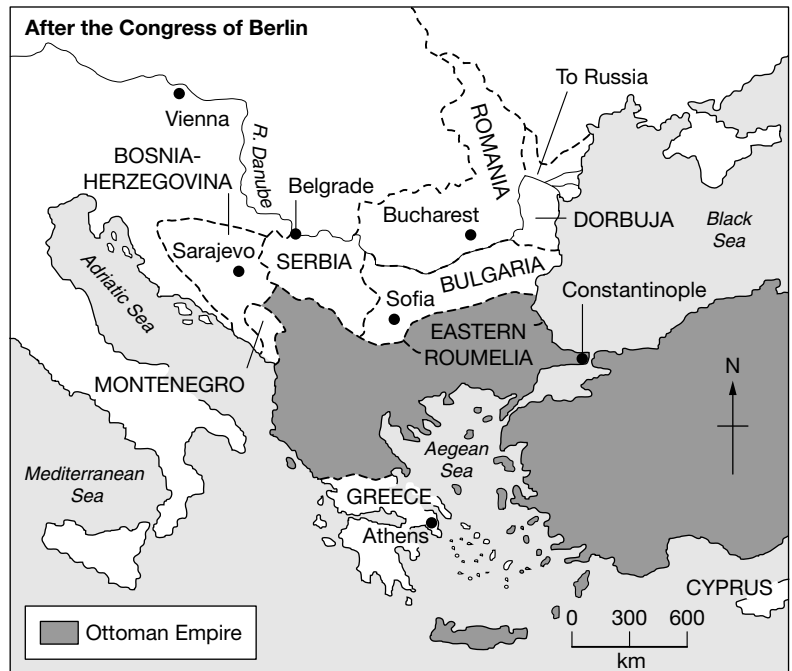 After the Congress of Berlin
To Russia
Vienna
ROMANIA
BOSNIA-
HERZEGOVINA
R. Danube
Belgrade
Bucharest
DORBUJA
Black
Sea
Sarajevo
SERBIA
BULGARIA
Adriatic Sea
Sofia
Constantinople
EASTERN
ROUMELIA
MONTENEGRO
N
Aegean
Sea
Mediterranean
Sea
GREECE
Athens
CYPRUS
Ottoman Empire
0 300 600
km